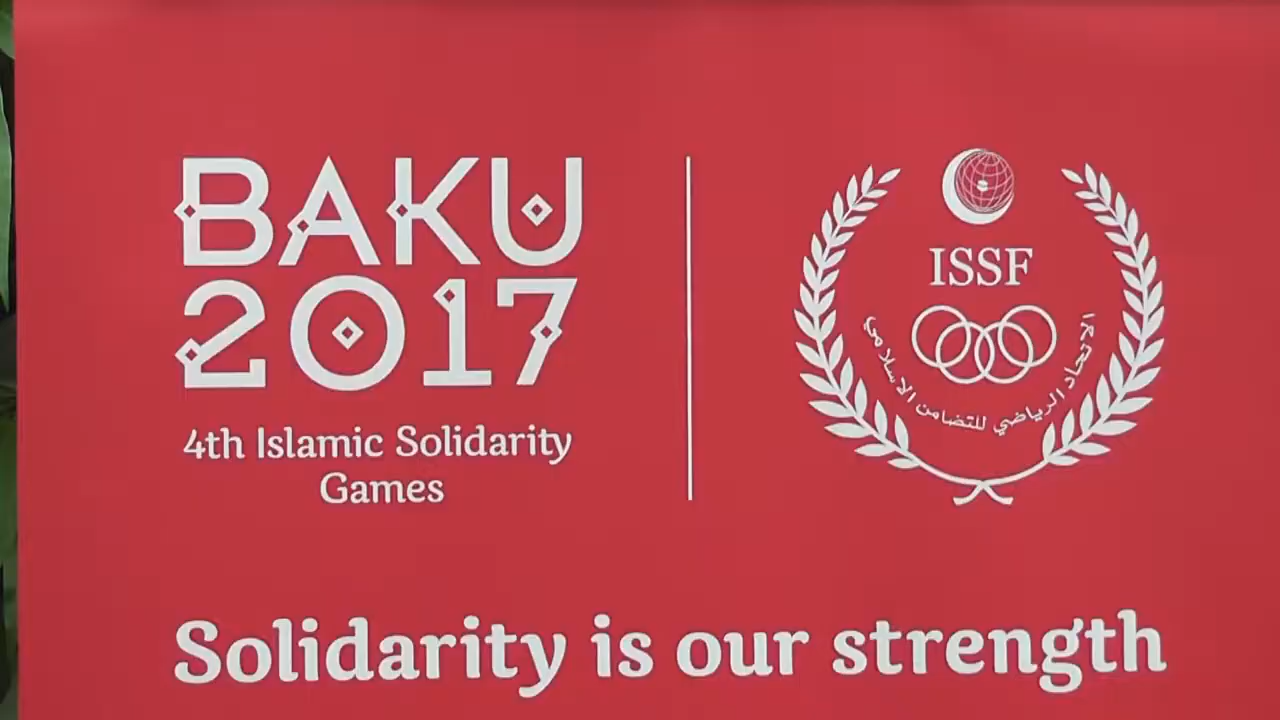 BAKU
2017
4th Islamic Solidarity
Games
ISSF
الاتحاد الرياضي للتضامن الاسلامي
Solidarity is our strength